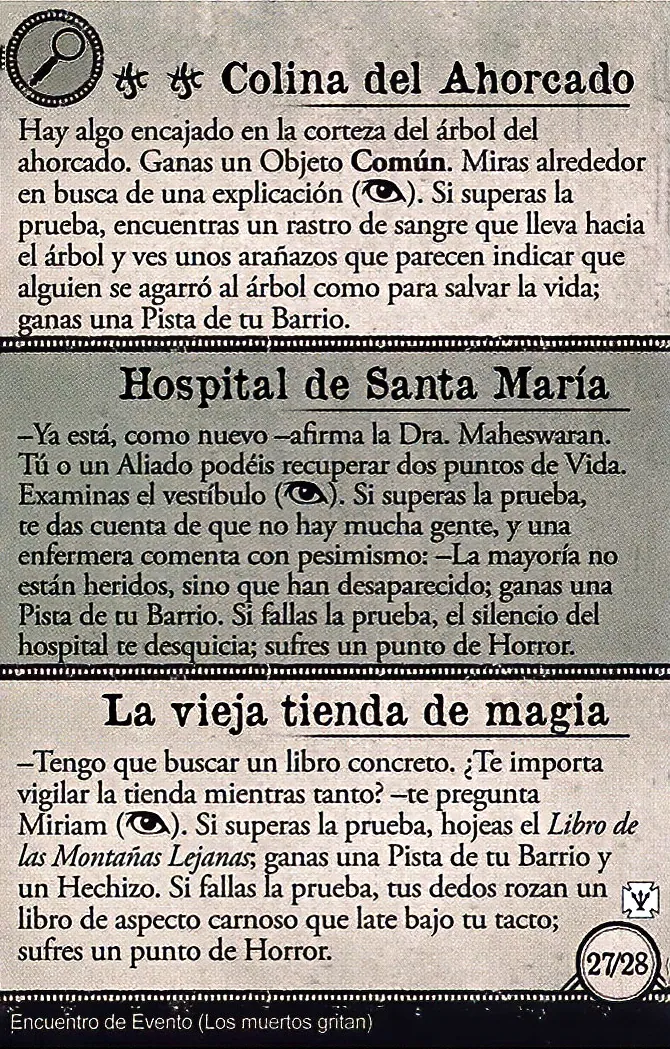 Colina del Ahorcado
Hay algo encajado en la corteza del árbol del
ahorcado. Ganas un Objeto Común. Miras alrededor
en busca de una explicación (). Si superas la
prueba, encuentras un rastro de sangre que lleva hacia
el árbol y ves unos arañazos que parecen indicar que
alguien se agarró al árbol como para salvar la vida;
ganas una Pista de tu Barrio.
Hospital de Santa María
–Ya está, como nuevo –afirma la Dra. Maheswaran.
Tú o un Aliado podéis recuperar dos puntos de Vida.
Examinas el vestíbulo (). Si superas la prueba,
te das cuenta de que no hay mucha gente, y una
enfermera comenta con pesimismo: –La mayoría no
están heridos, sino que han desaparecido; ganas una
Pista de tu Barrio. Si fallas la prueba, el silencio del
hospital te desquicia; sufres un punto de Horror.
La vieja tienda de magia
–Tengo que buscar un libro concreto. ¿Te importa
vigilar la tienda mientras tanto? –te pregunta
Miriam (). Si superas la prueba, hojeas el Libro de
las Montañas Lejanas; ganas una Pista de tu Barrio y
un Hechizo. Si fallas la prueba, tus dedos rozan un
libro de aspecto carnoso que late bajo tu tacto;
sufres un punto de Horror.
27/28
Encuentro de Evento (Los muertos gritan)